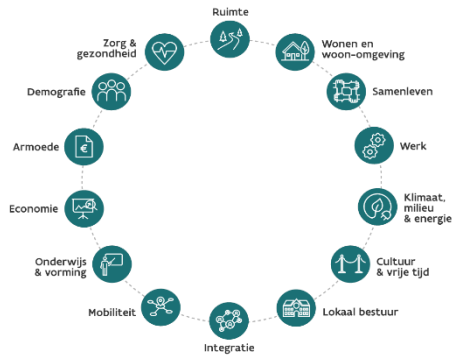 Ruimte
Wonen en
woon-omgeving
Samenleven
Werk
Klimaat,
milieu
& energie
Cultuur
& vrije tijd
Lokaal bestuur
Integratie
Mobiliteit
Onderwijs
& vorming
Economie
Armoede
€
Demografie
Zorg &
gezondheid